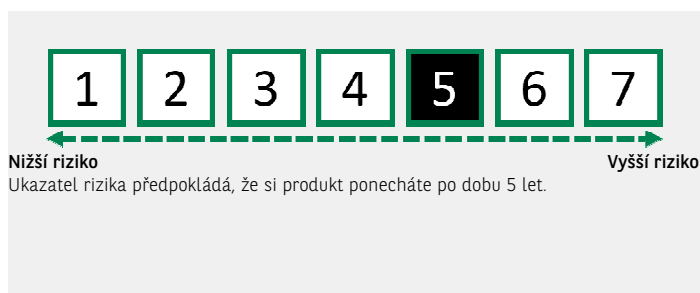 1 2 3 4 5 6 7
Nižší riziko Vyšší riziko
Ukazatel rizika předpokládá, že si produkt ponecháte po dobu 5 let.